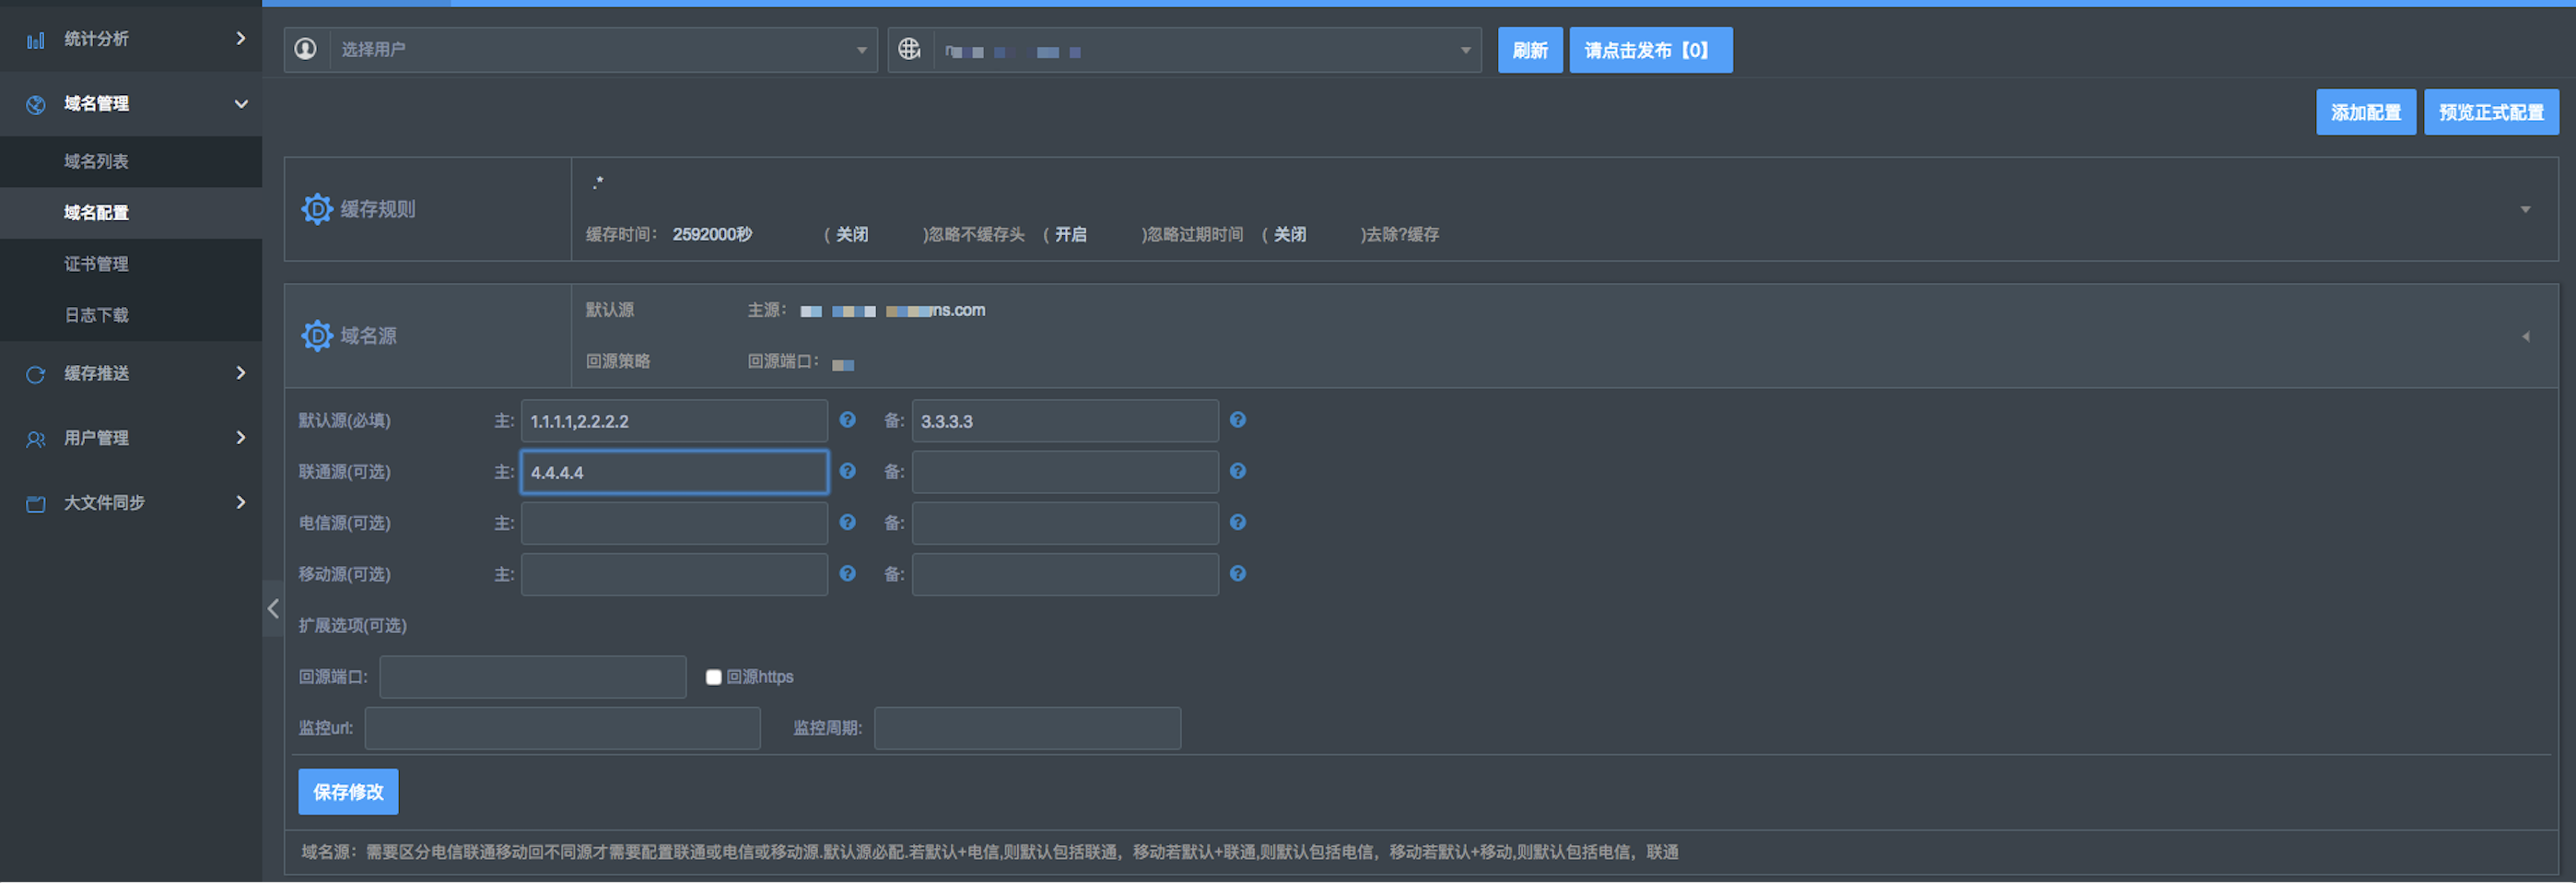 统计分析
域名管理
域名列表
域名配置
证书管理
日志下载
缓存推送
用户管理
大文件同步
选择用户
刷新
请点击发布【0】
添加配置
预览正式配置
缓存规则
.*
缓存时间： 2592000秒 （ 关闭 )忽略不缓存头 （ 开启 )忽略过期时间 （ 关闭 )去除?缓存
域名源
默认源 主源： ns.com
回源策略 回源端口：
默认源(必填) 主: 1.1.1.1,2.2.2.2 备: 3.3.3.3
联通源(可选) 主: 4.4.4.4 备:
电信源(可选) 主: 备:
移动源(可选) 主: 备:
扩展选项(可选)
回源端口: 回源https
监控url: 监控周期:
保存修改
域名源：需要区分电信联通移动回不同源才需要配置联通或电信或移动源.默认源必配.若默认+电信,则默认包括联通，移动若默认+联通,则默认包括电信，移动若默认+移动,则默认包括电信，联通